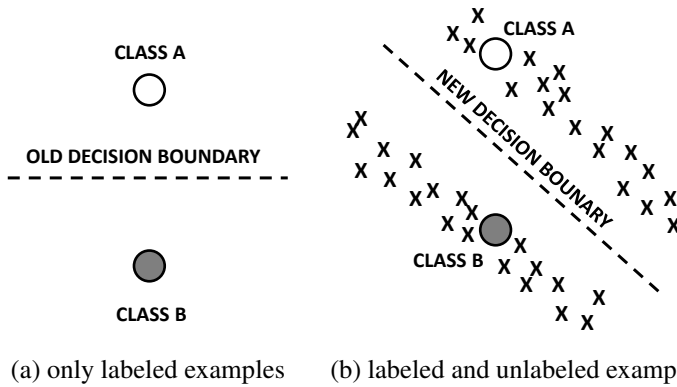 CLASS A
OLD DECISION BOUNDARY
CLASS B
CLASS A
NEW DECISION BOUNARY
CLASS B
(a) only labeled examples
(b) labeled and unlabeled examp